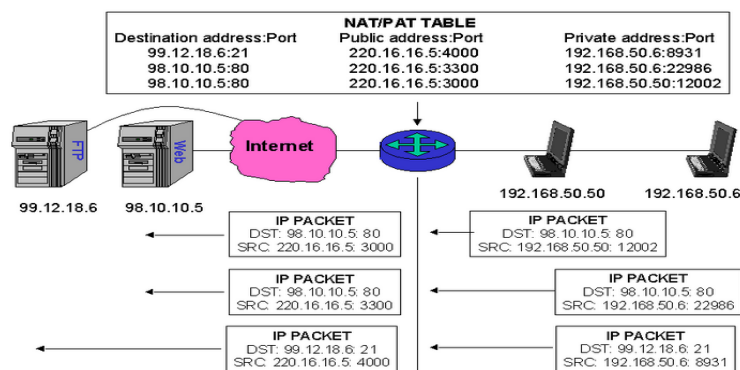 NAT/PAT TABLE
Destination address:Port Public address:Port Private address:Port
99.12.18.6:21 220.16.16.5:4000 192.168.50.6:8931
98.10.10.5:80 220.16.16.5:3300 192.168.50.6:22986
98.10.10.5:80 220.16.16.5:3000 192.168.50.50:12002
FTP
Web
Internet
99.12.18.6
98.10.10.5
192.168.50.50
192.168.50.6
IP PACKET
DST: 98.10.10.5: 80
SRC: 220.16.16.5: 3000
IP PACKET
DST: 98.10.10.5: 80
SRC: 192.168.50.50: 12002
IP PACKET
DST: 98.10.10.5: 80
SRC: 220.16.16.5: 3300
IP PACKET
DST: 98.10.10.5: 80
SRC: 192.168.50.6: 22986
IP PACKET
DST: 99.12.18.6: 21
SRC: 220.16.16.5: 4000
IP PACKET
DST: 99.12.18.6: 21
SRC: 192.168.50.6: 8931